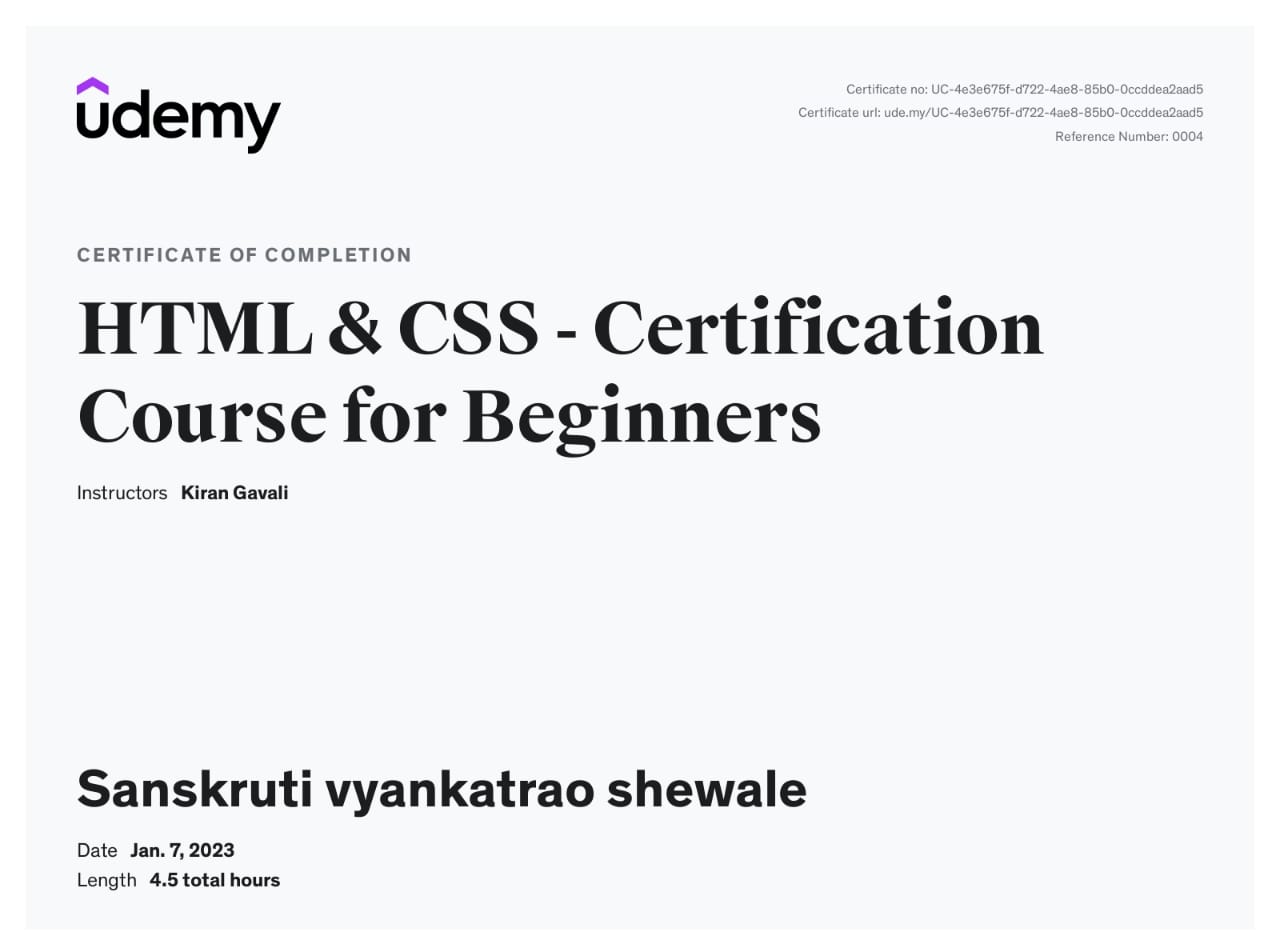 udemy
Certificate no: UC-4e3e675f-d722-4ae8-85b0-0ccddea2aad5
Certificate url: ude.my/UC-4e3e675f-d722-4ae8-85b0-0ccddea2aad5
Reference Number: 0004
CERTIFICATE OF COMPLETION
HTML & CSS - Certification
Course for Beginners
Instructors Kiran Gavali
Sanskruti vyankatrao shewale
Date Jan. 7, 2023
Length 4.5 total hours